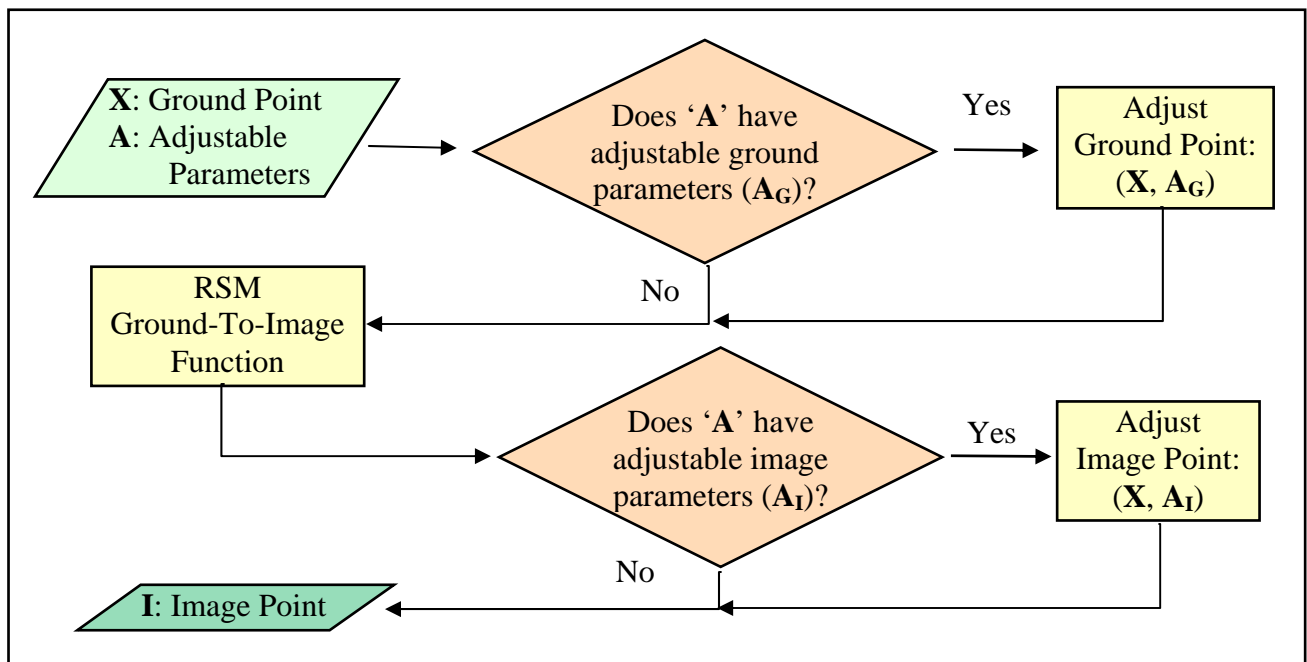 X: Ground Point
A: Adjustable
Parameters
Does ‘A’ have
adjustable ground
parameters (AG)?
Yes
Adjust
Ground Point:
(X, AG)
No
RSM
Ground-To-Image
Function
Does ‘A’ have
adjustable image
parameters (AI)?
Yes
Adjust
Image Point:
(X, AI)
No
I: Image Point